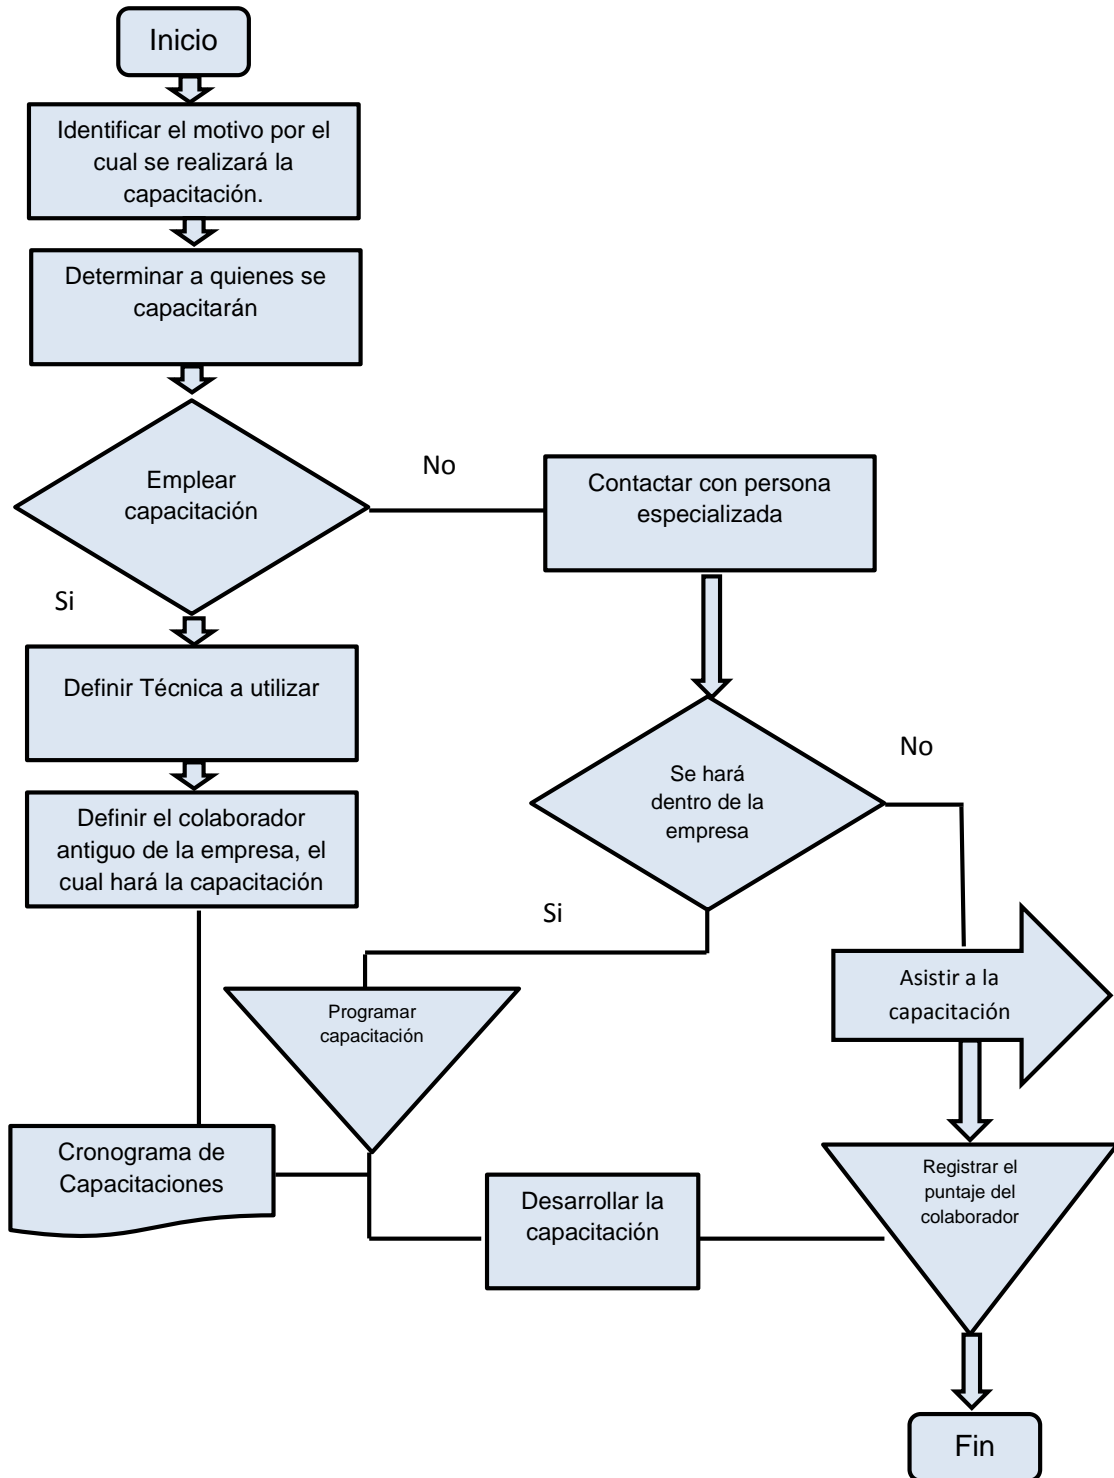 Inicio
Identificar el motivo por el
cual se realizará la
capacitación.
Determinar a quienes se
capacitarán
Emplear
capacitación
No
Contactar con persona
especializada
Si
Definir Técnica a utilizar
Se hará
dentro de la
empresa
No
Definir el colaborador
antiguo de la empresa, el
cual hará la capacitación
Si
Programar
capacitación
Asistir a la
capacitación
Cronograma de
Capacitaciones
Desarrollar la
capacitación
Registrar el
puntaje del
colaborador
Fin